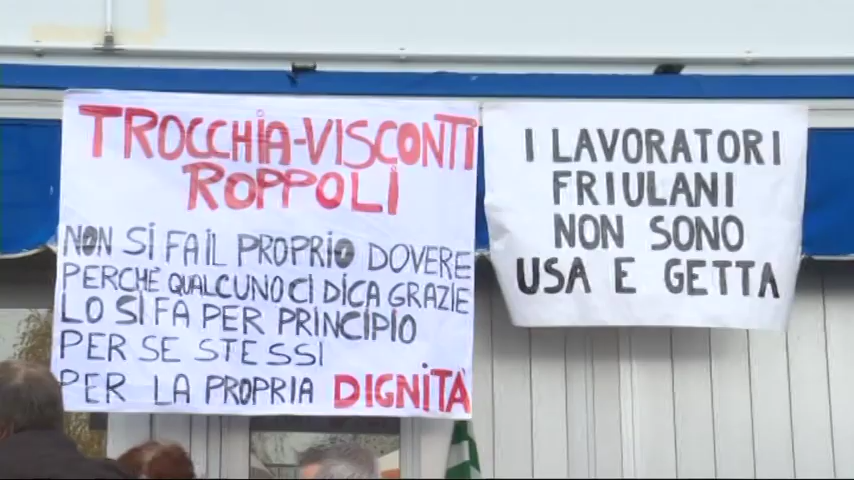 TROCCHiA-VISCONTI
ROPPOLi
NON Si FA IL PROPRIO DOVERE
PERCHÈ QUALCUNO CI DICA GRAZIE
LO Si FA PER PRINCIPIO
PER SE STESSI
PER LA PROPRIA DIGNiTÀ
I LAVORATORI
FRIULANI
NON SONO
USA E GETTA